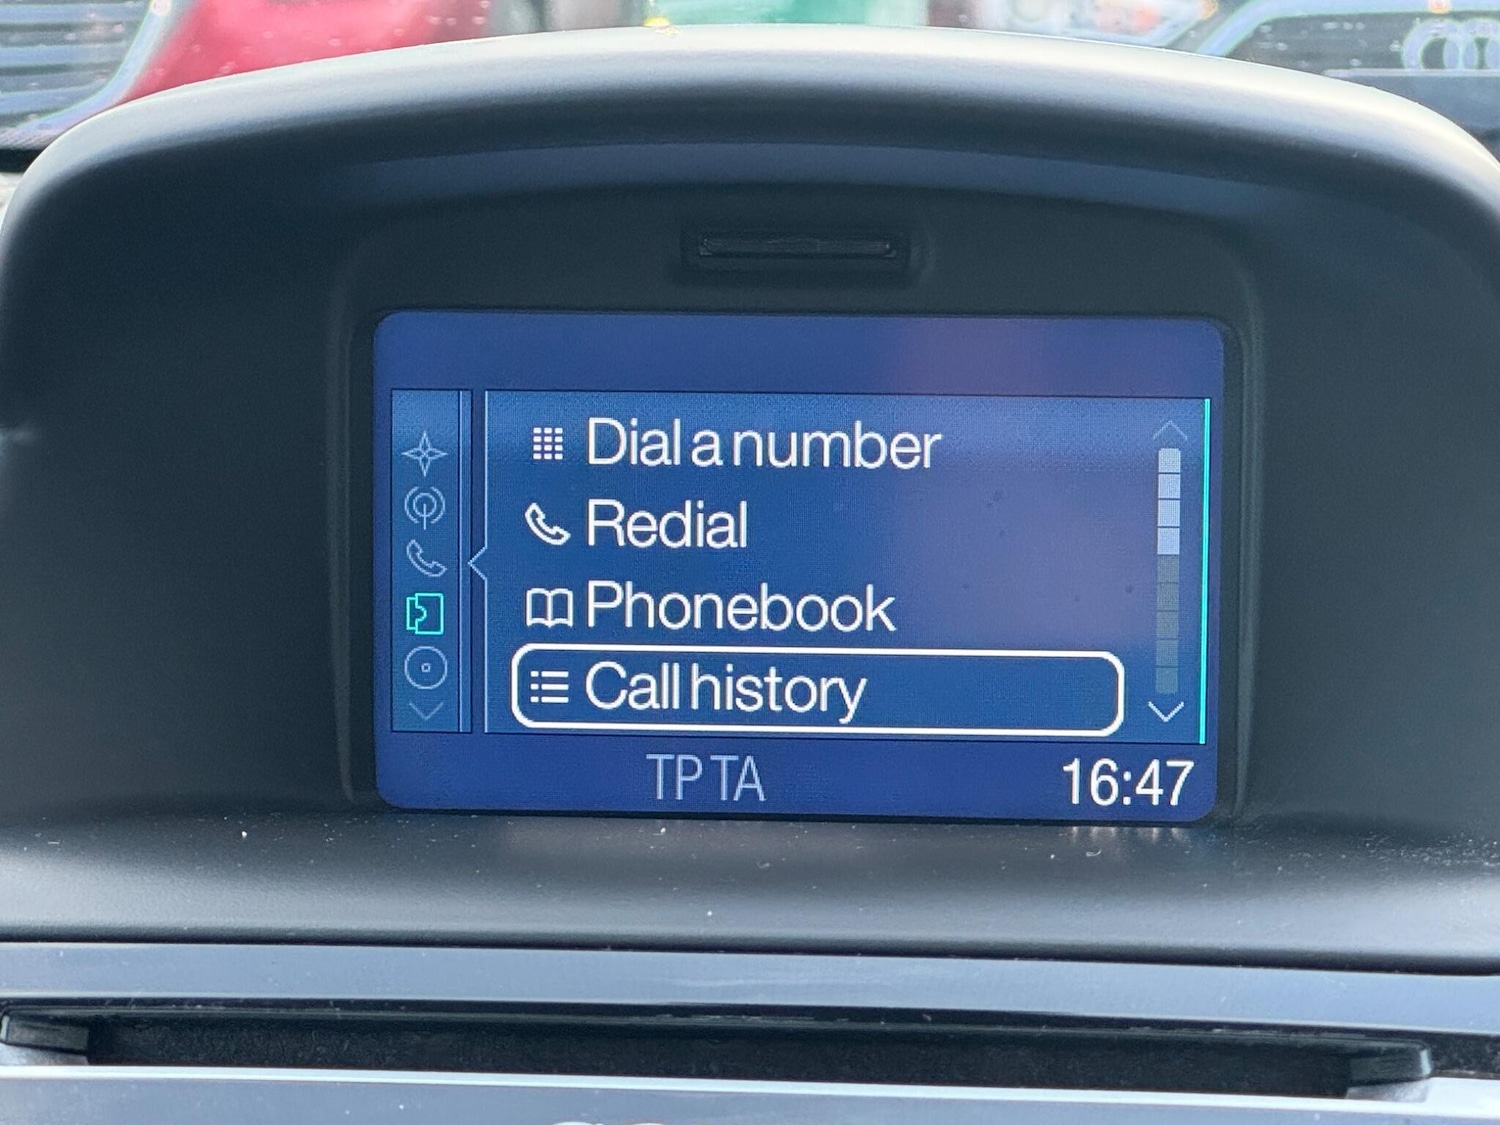 Dial a number
Redial
Phonebook
Call history
TP TA
16:47